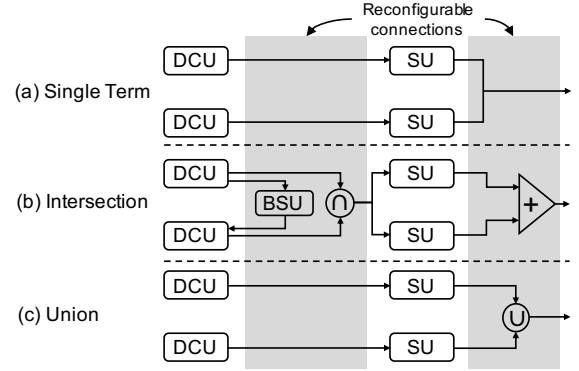 Reconfigurable
connections
DCU SU
(a) Single Term
DCU SU
DCU SU
(b) Intersection BSU ∩ +
DCU SU
DCU SU
(c) Union ∪
DCU SU